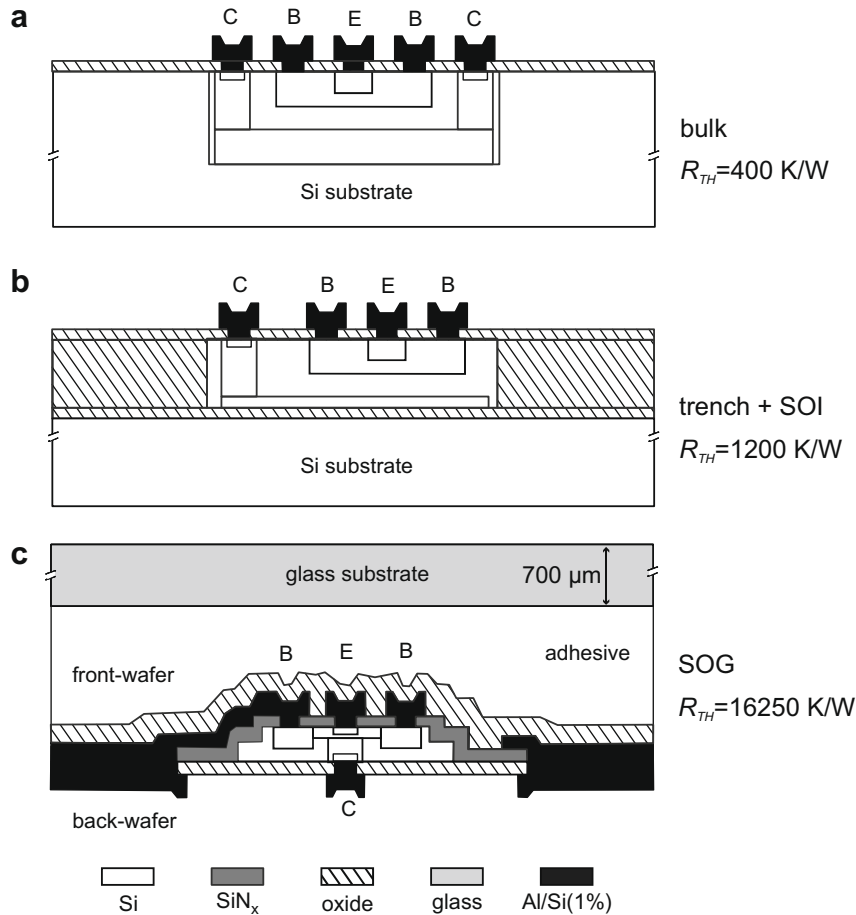 a
C B E B C
bulk
R_TH=400 K/W
Si substrate
b
C B E B
trench + SOI
R_TH=1200 K/W
Si substrate
c
glass substrate
700 µm
B E B
front-wafer
adhesive
SOG
R_TH=16250 K/W
C
back-wafer
Si SiN_x oxide glass Al/Si(1%)